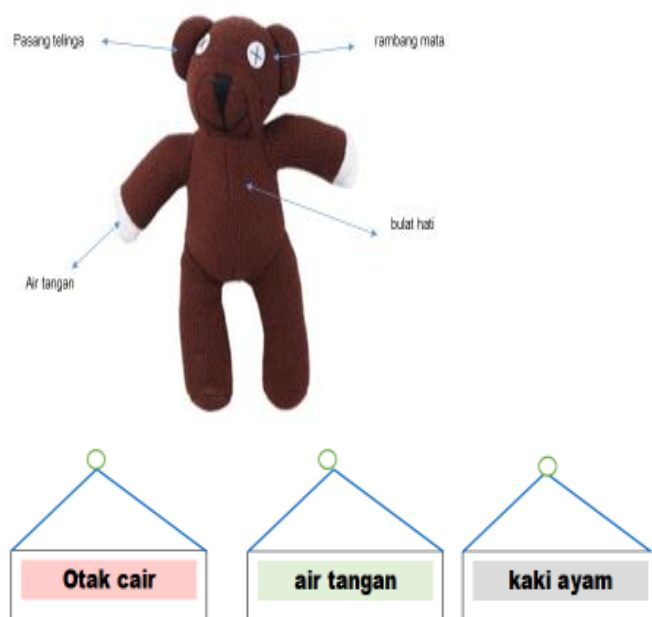 Pasang telinga
rambang mata
bulat hati
Air tangan
Otak cair
air tangan
kaki ayam